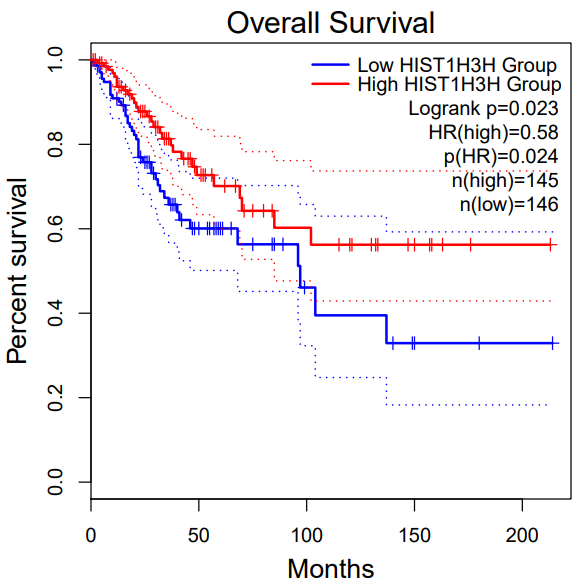 Overall Survival
Low HIST1H3H Group
High HIST1H3H Group
Logrank p=0.023
HR(high)=0.58
p(HR)=0.024
n(high)=145
n(low)=146
Percent survival
1.0
0.8
0.6
0.4
0.2
0.0
0 50 100 150 200
Months